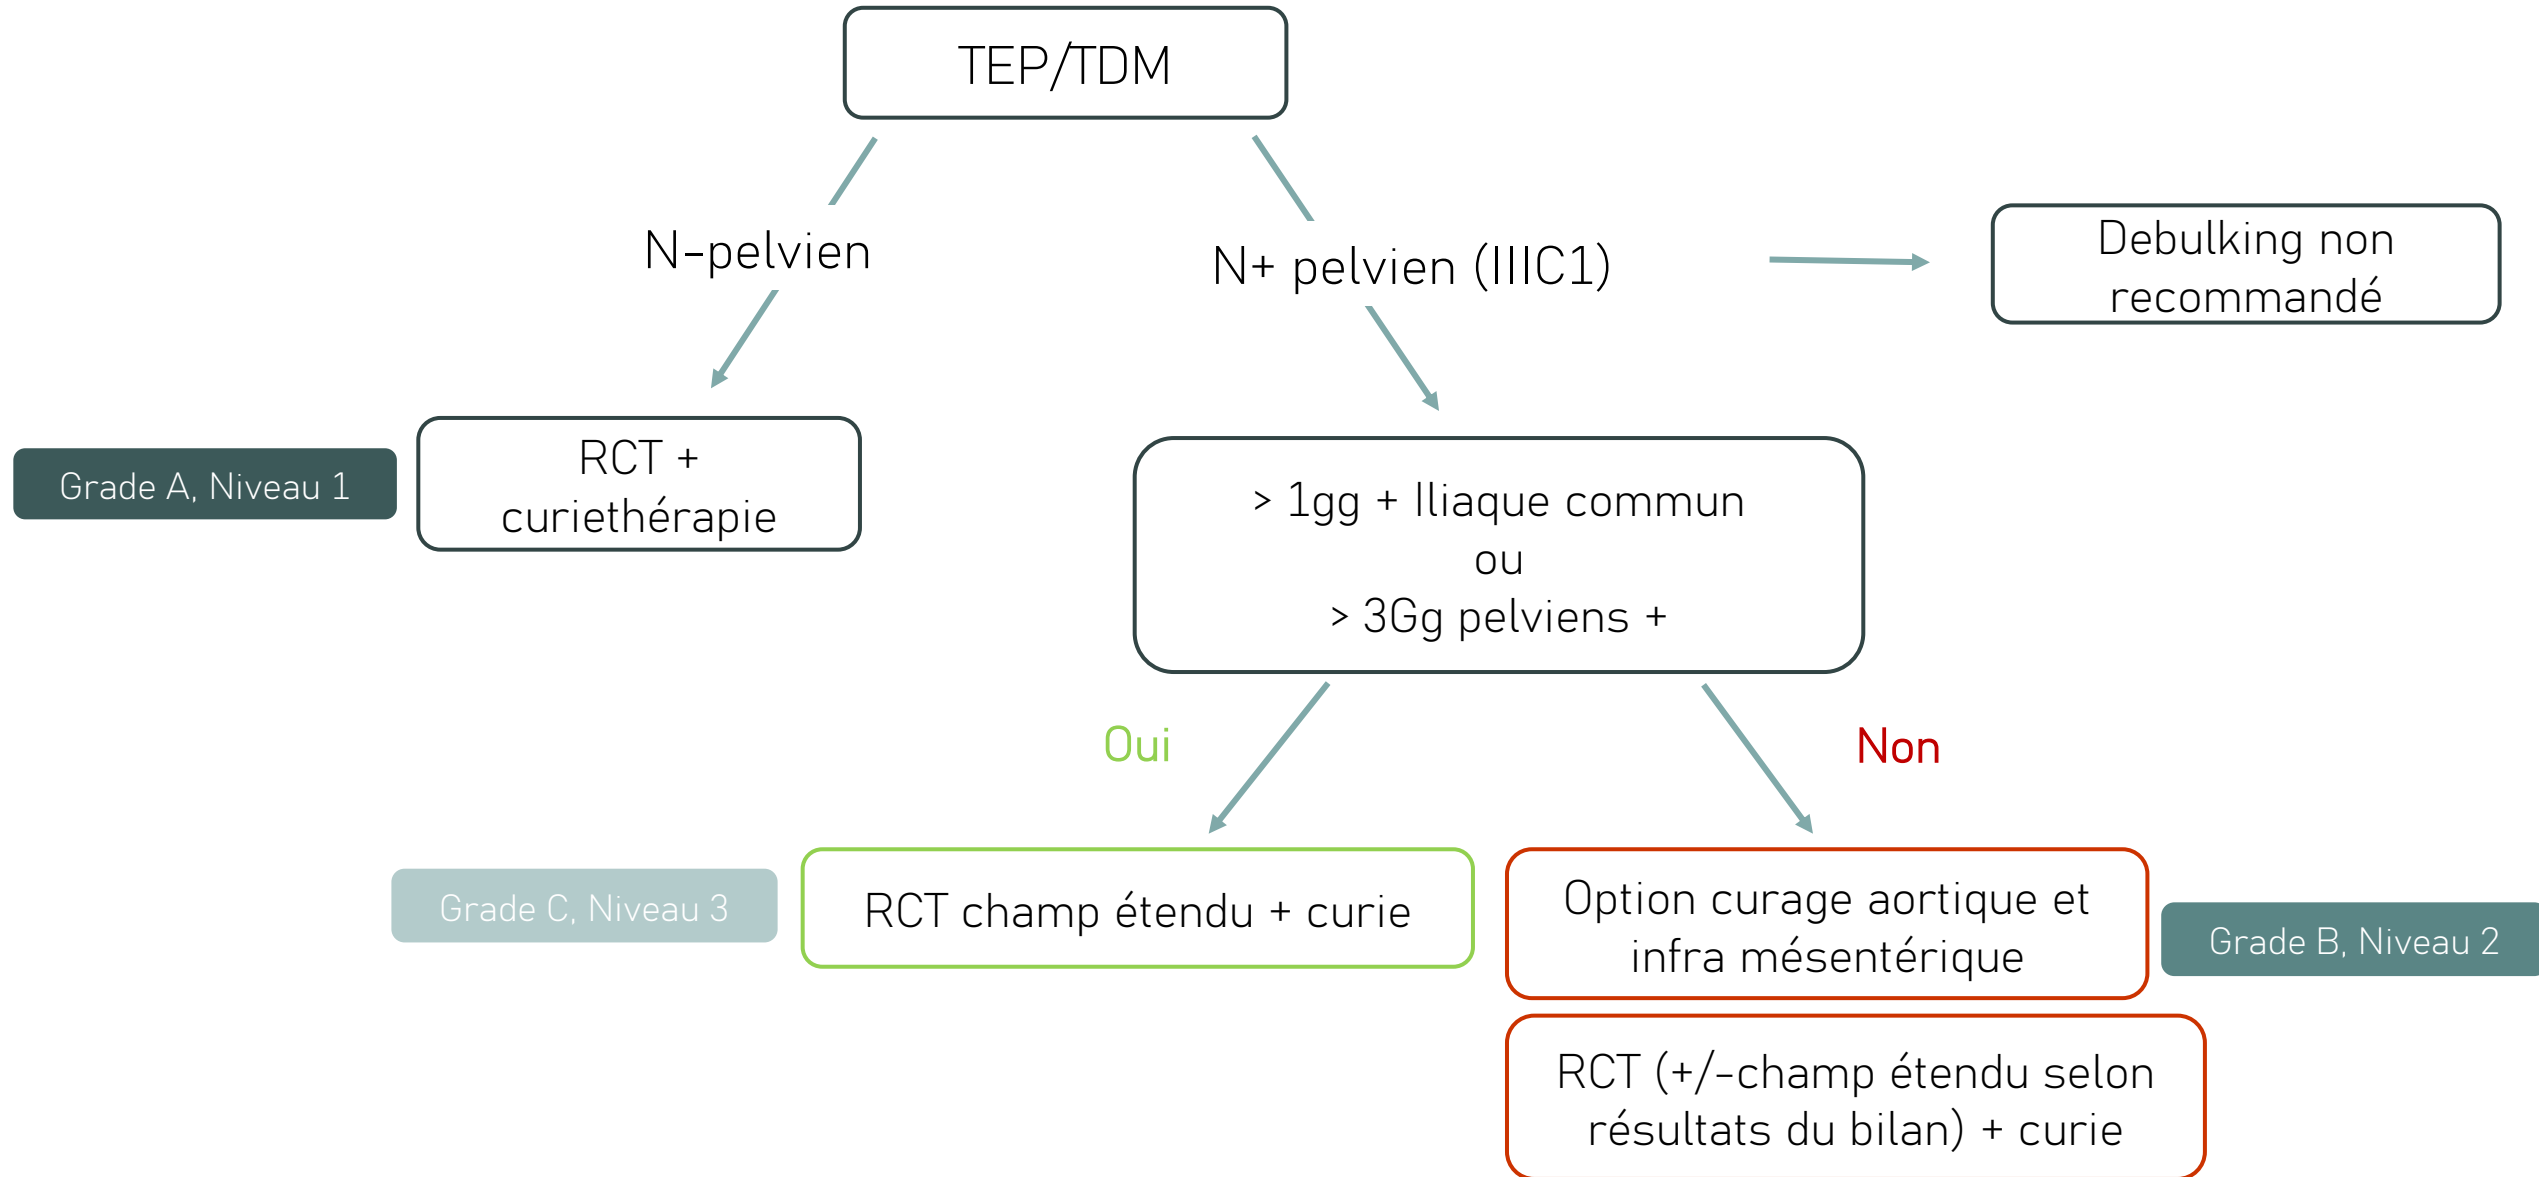 TEP/TDM
N-pelvien
N+ pelvien (IIIC1)
Debulking non
recommandé
Grade A, Niveau 1
RCT +
curiethérapie
> 1gg + Iliaque commun
ou
> 3Gg pelviens +
Oui
Non
Grade C, Niveau 3
RCT champ étendu + curie
Option curage aortique et
infra mésentérique
Grade B, Niveau 2
RCT (+/-champ étendu selon
résultats du bilan) + curie